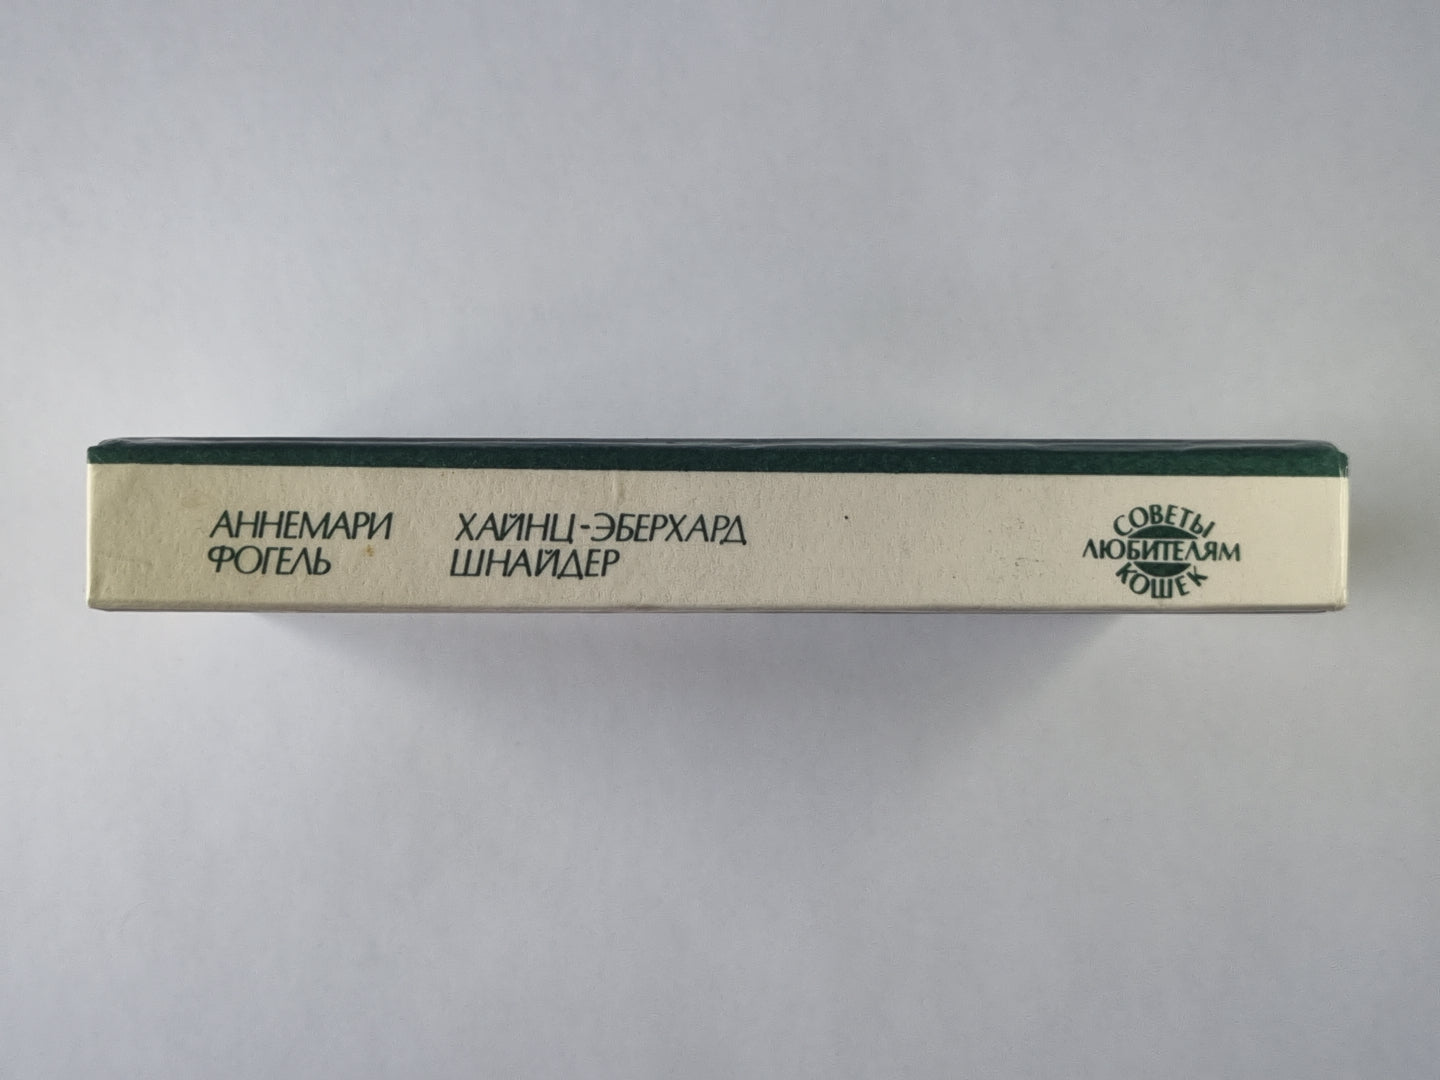 АННЕМАРИ
ФОГЕЛЬ
ХАЙНЦ-ЭБЕРХАРД
ШНАЙДЕР
СОВЕТЫ
ЛЮБИТЕЛЯМ
КОШЕК